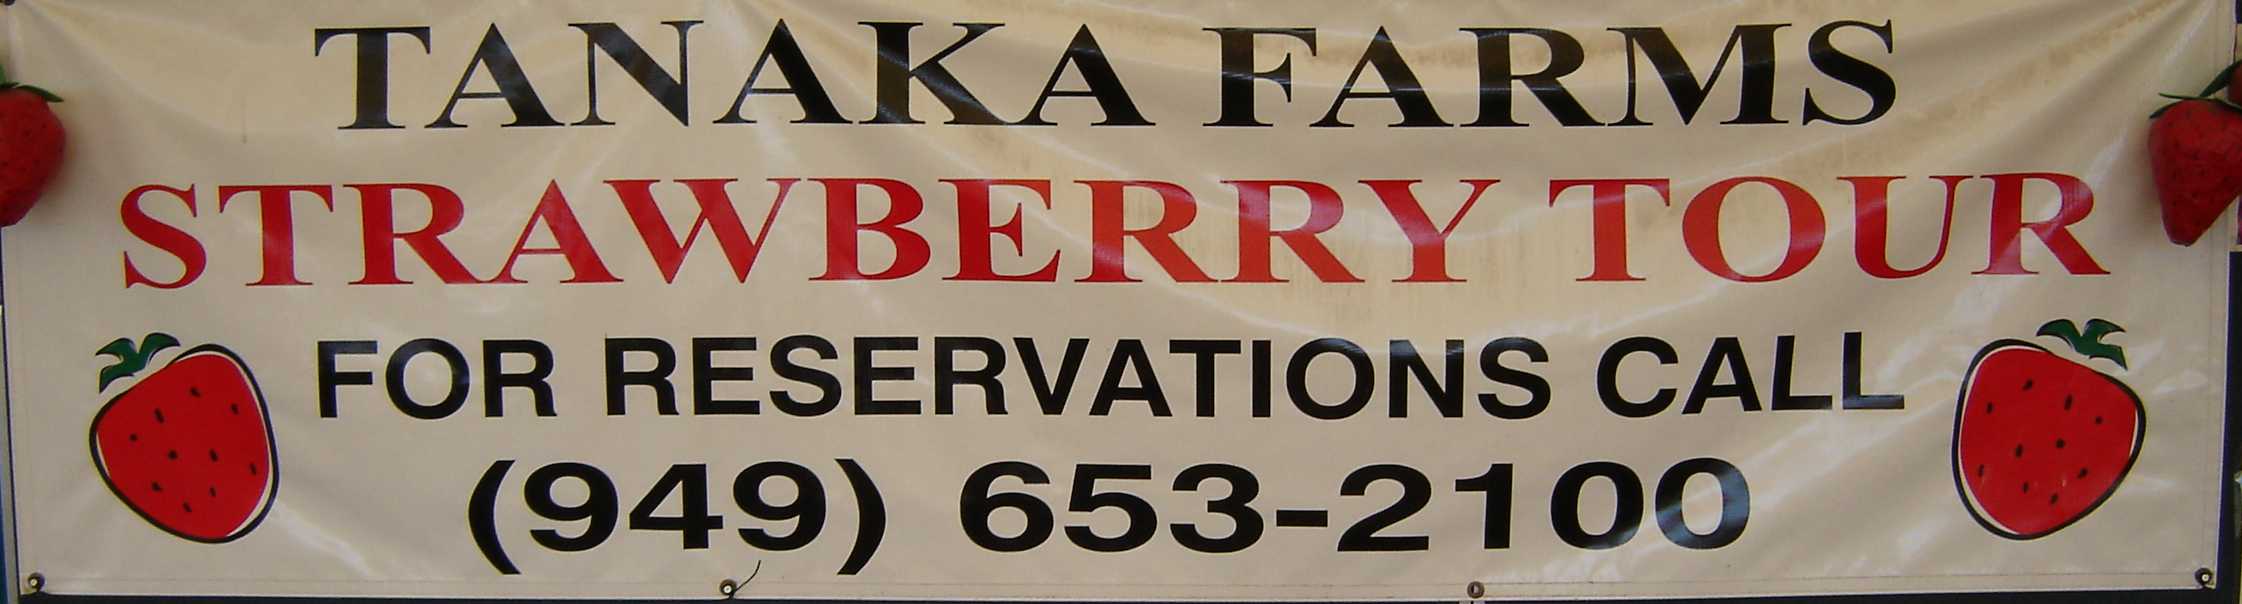 TANAKA FARMS
STRAWBERRY TOUR
FOR RESERVATIONS CALL
(949) 653-2100